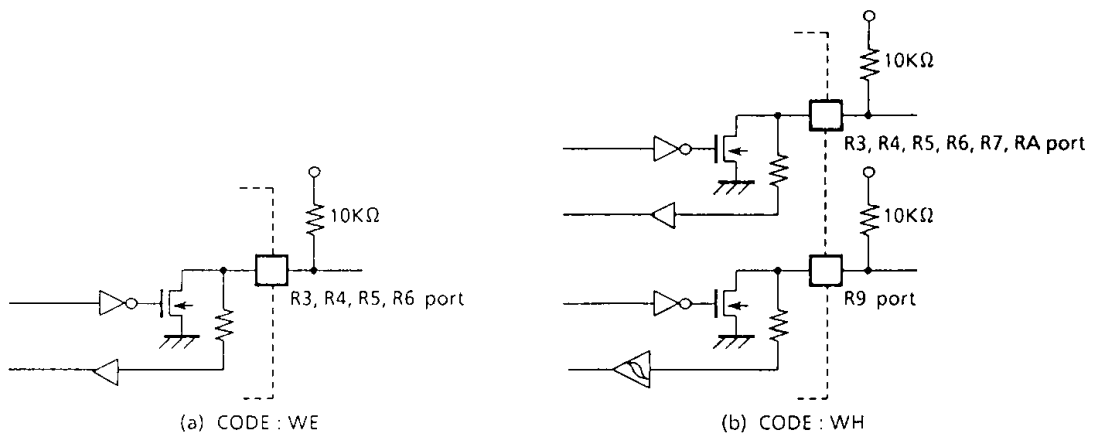 10KΩ
R3, R4, R5, R6 port
(a) CODE : WE
10KΩ
R3, R4, R5, R6, R7, RA port
10KΩ
R9 port
(b) CODE : WH